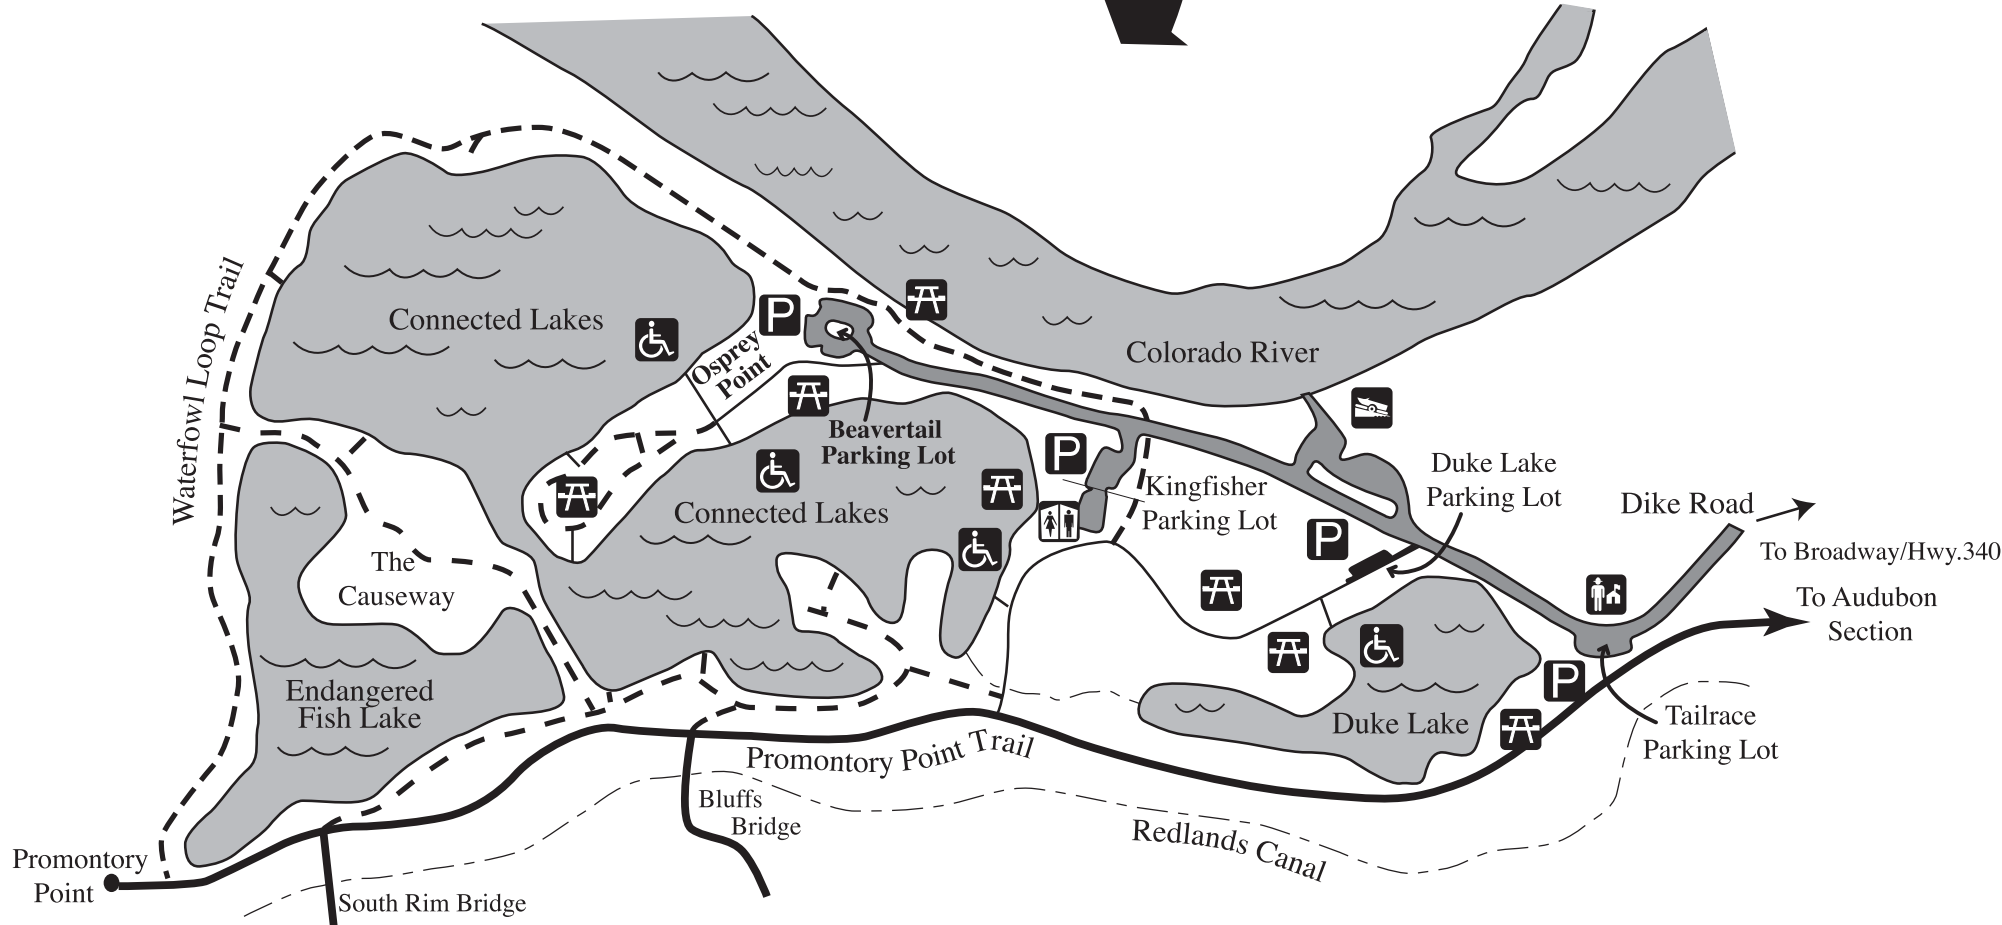 Waterfowl Loop Trail
Connected Lakes
P
Osprey
Point
Colorado River
Beavertail
Parking Lot
P
Connected Lakes
Kingfisher
Parking Lot
Duke Lake
Parking Lot
P
Dike Road
To Broadway/Hwy.340
To Audubon
Section
The
Causeway
Endangered
Fish Lake
Duke Lake
P
Tailrace
Parking Lot
Promontory Point Trail
Bluffs
Bridge
Redlands Canal
Promontory
Point
South Rim Bridge